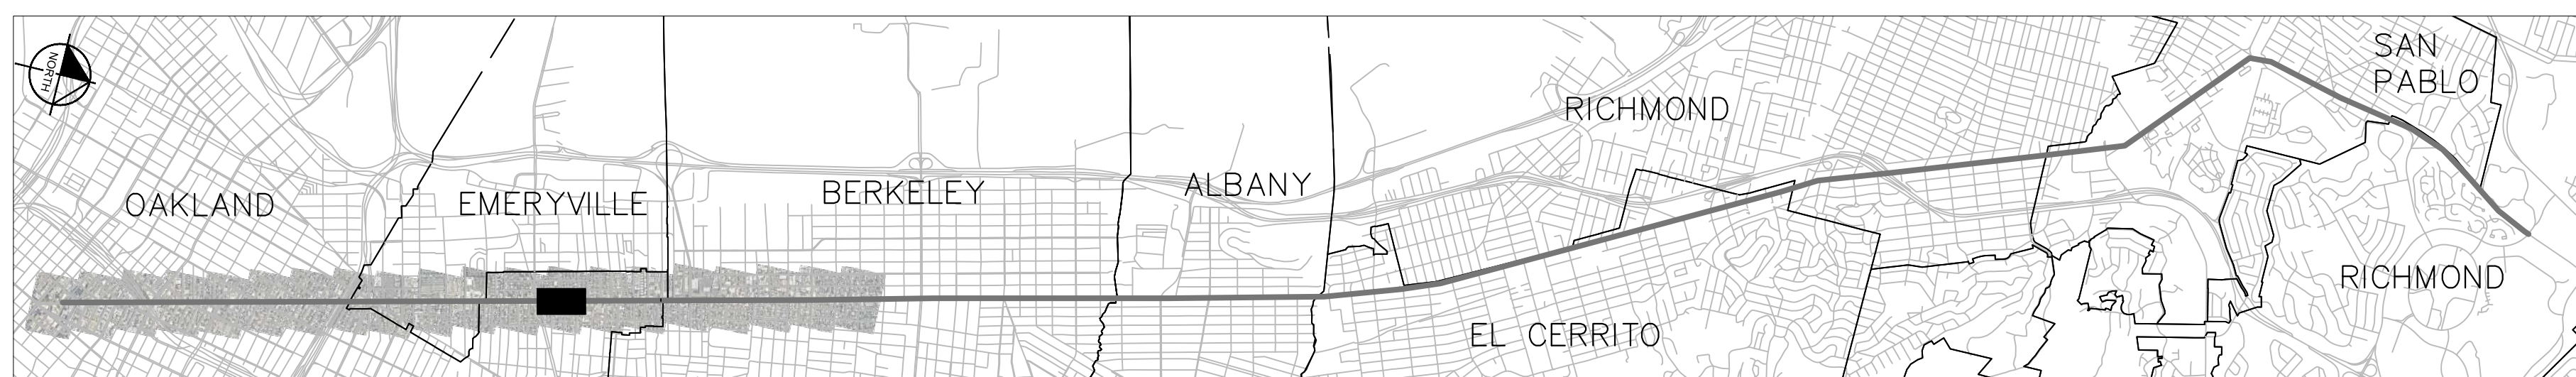 NORTH
OAKLAND
EMERYVILLE
BERKELEY
ALBANY
RICHMOND
EL CERRITO
SAN
PABLO
RICHMOND